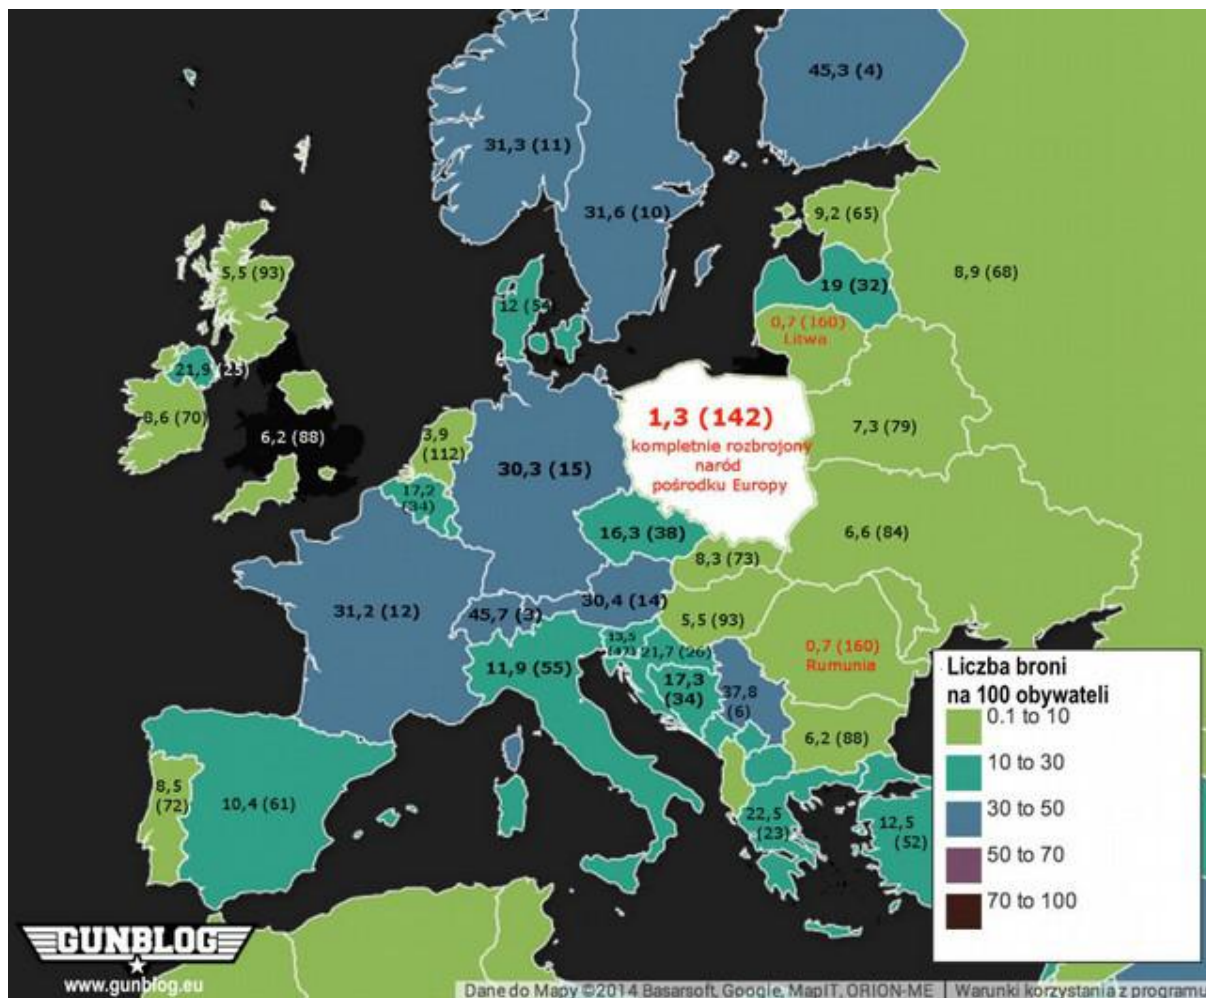 45,3 (4)
31,3 (11)
31,6 (10)
9,2 (65)
8,9 (68)
5,5 (93)
12 (54)
19 (32)
0,7 (160)
Litwa
21,9 (25)
8,6 (70)
6,2 (88)
3,9
(112)
1,3 (142)
kompletnie rozbrojony
naród
pośrodku Europy
7,3 (79)
30,3 (15)
17,2
(34)
16,3 (38)
6,6 (84)
8,3 (73)
31,2 (12)
45,7 (3)
30,4 (14)
5,5 (93)
13,5
(42)
21,7 (26)
0,7 (160)
Rumunia
11,9 (55)
17,3
(34)
37,8
(6)
6,2 (88)
8,5
(72)
10,4 (61)
22,5
(23)
12,5
(52)
Liczba broni
na 100 obywateli
0.1 to 10
10 to 30
30 to 50
50 to 70
70 to 100
GUNBLOG
www.gunblog.eu
Dane do Mapy ©2014 Basarsoft, Google, MapIT, ORION-ME | Warunki korzystania z programu